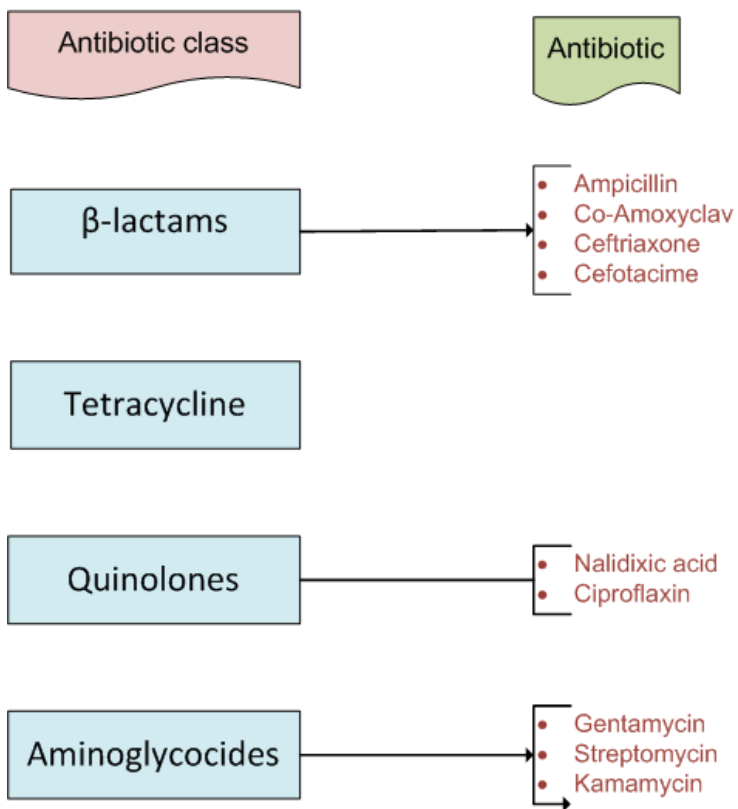 Antibiotic class
Antibiotic
β-lactams
Ampicillin
Co-Amoxyclav
Ceftriaxone
Cefotacime
Tetracycline
Quinolones
Nalidixic acid
Ciproflaxin
Aminoglycocides
Gentamycin
Streptomycin
Kamamycin